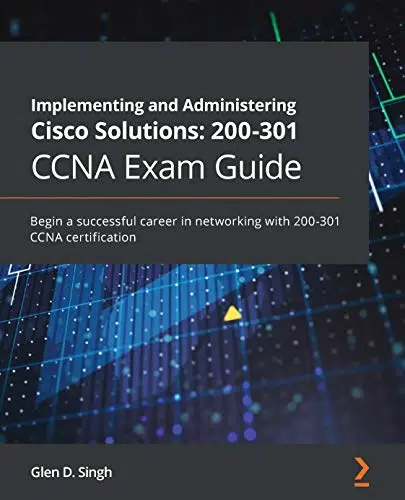 Implementing and Administering
Cisco Solutions: 200-301
CCNA Exam Guide
Begin a successful career in networking with 200-301
CCNA certification
Glen D. Singh